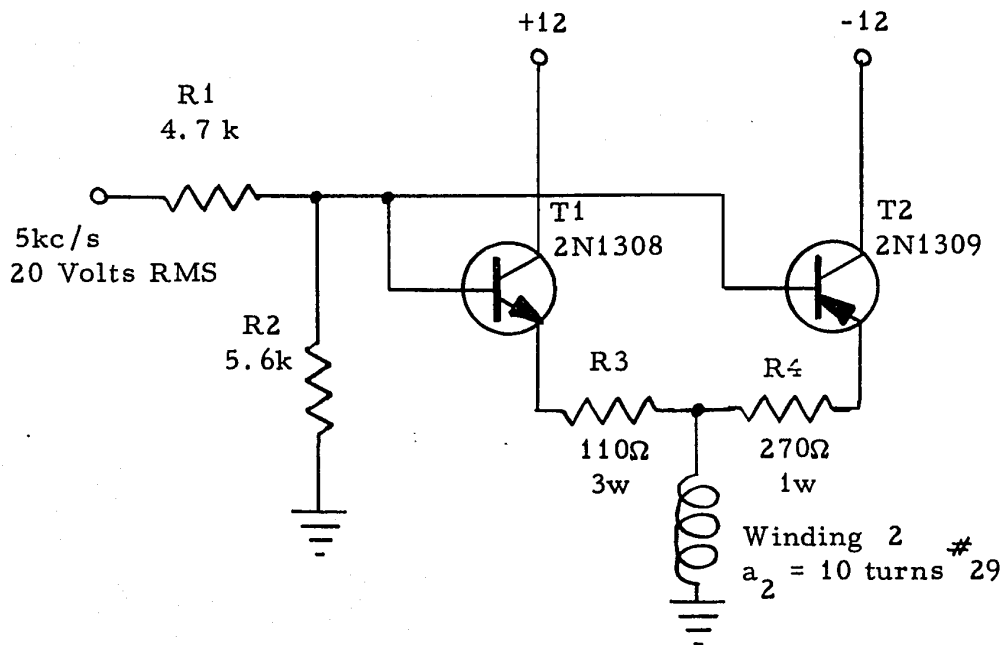 +12
-12
R1
4.7 k
T1
2N1308
T2
2N1309
5kc/s
20 Volts RMS
R2
5.6k
R3
R4
110Ω
3w
270Ω
1w
Winding 2
a2 = 10 turns #29